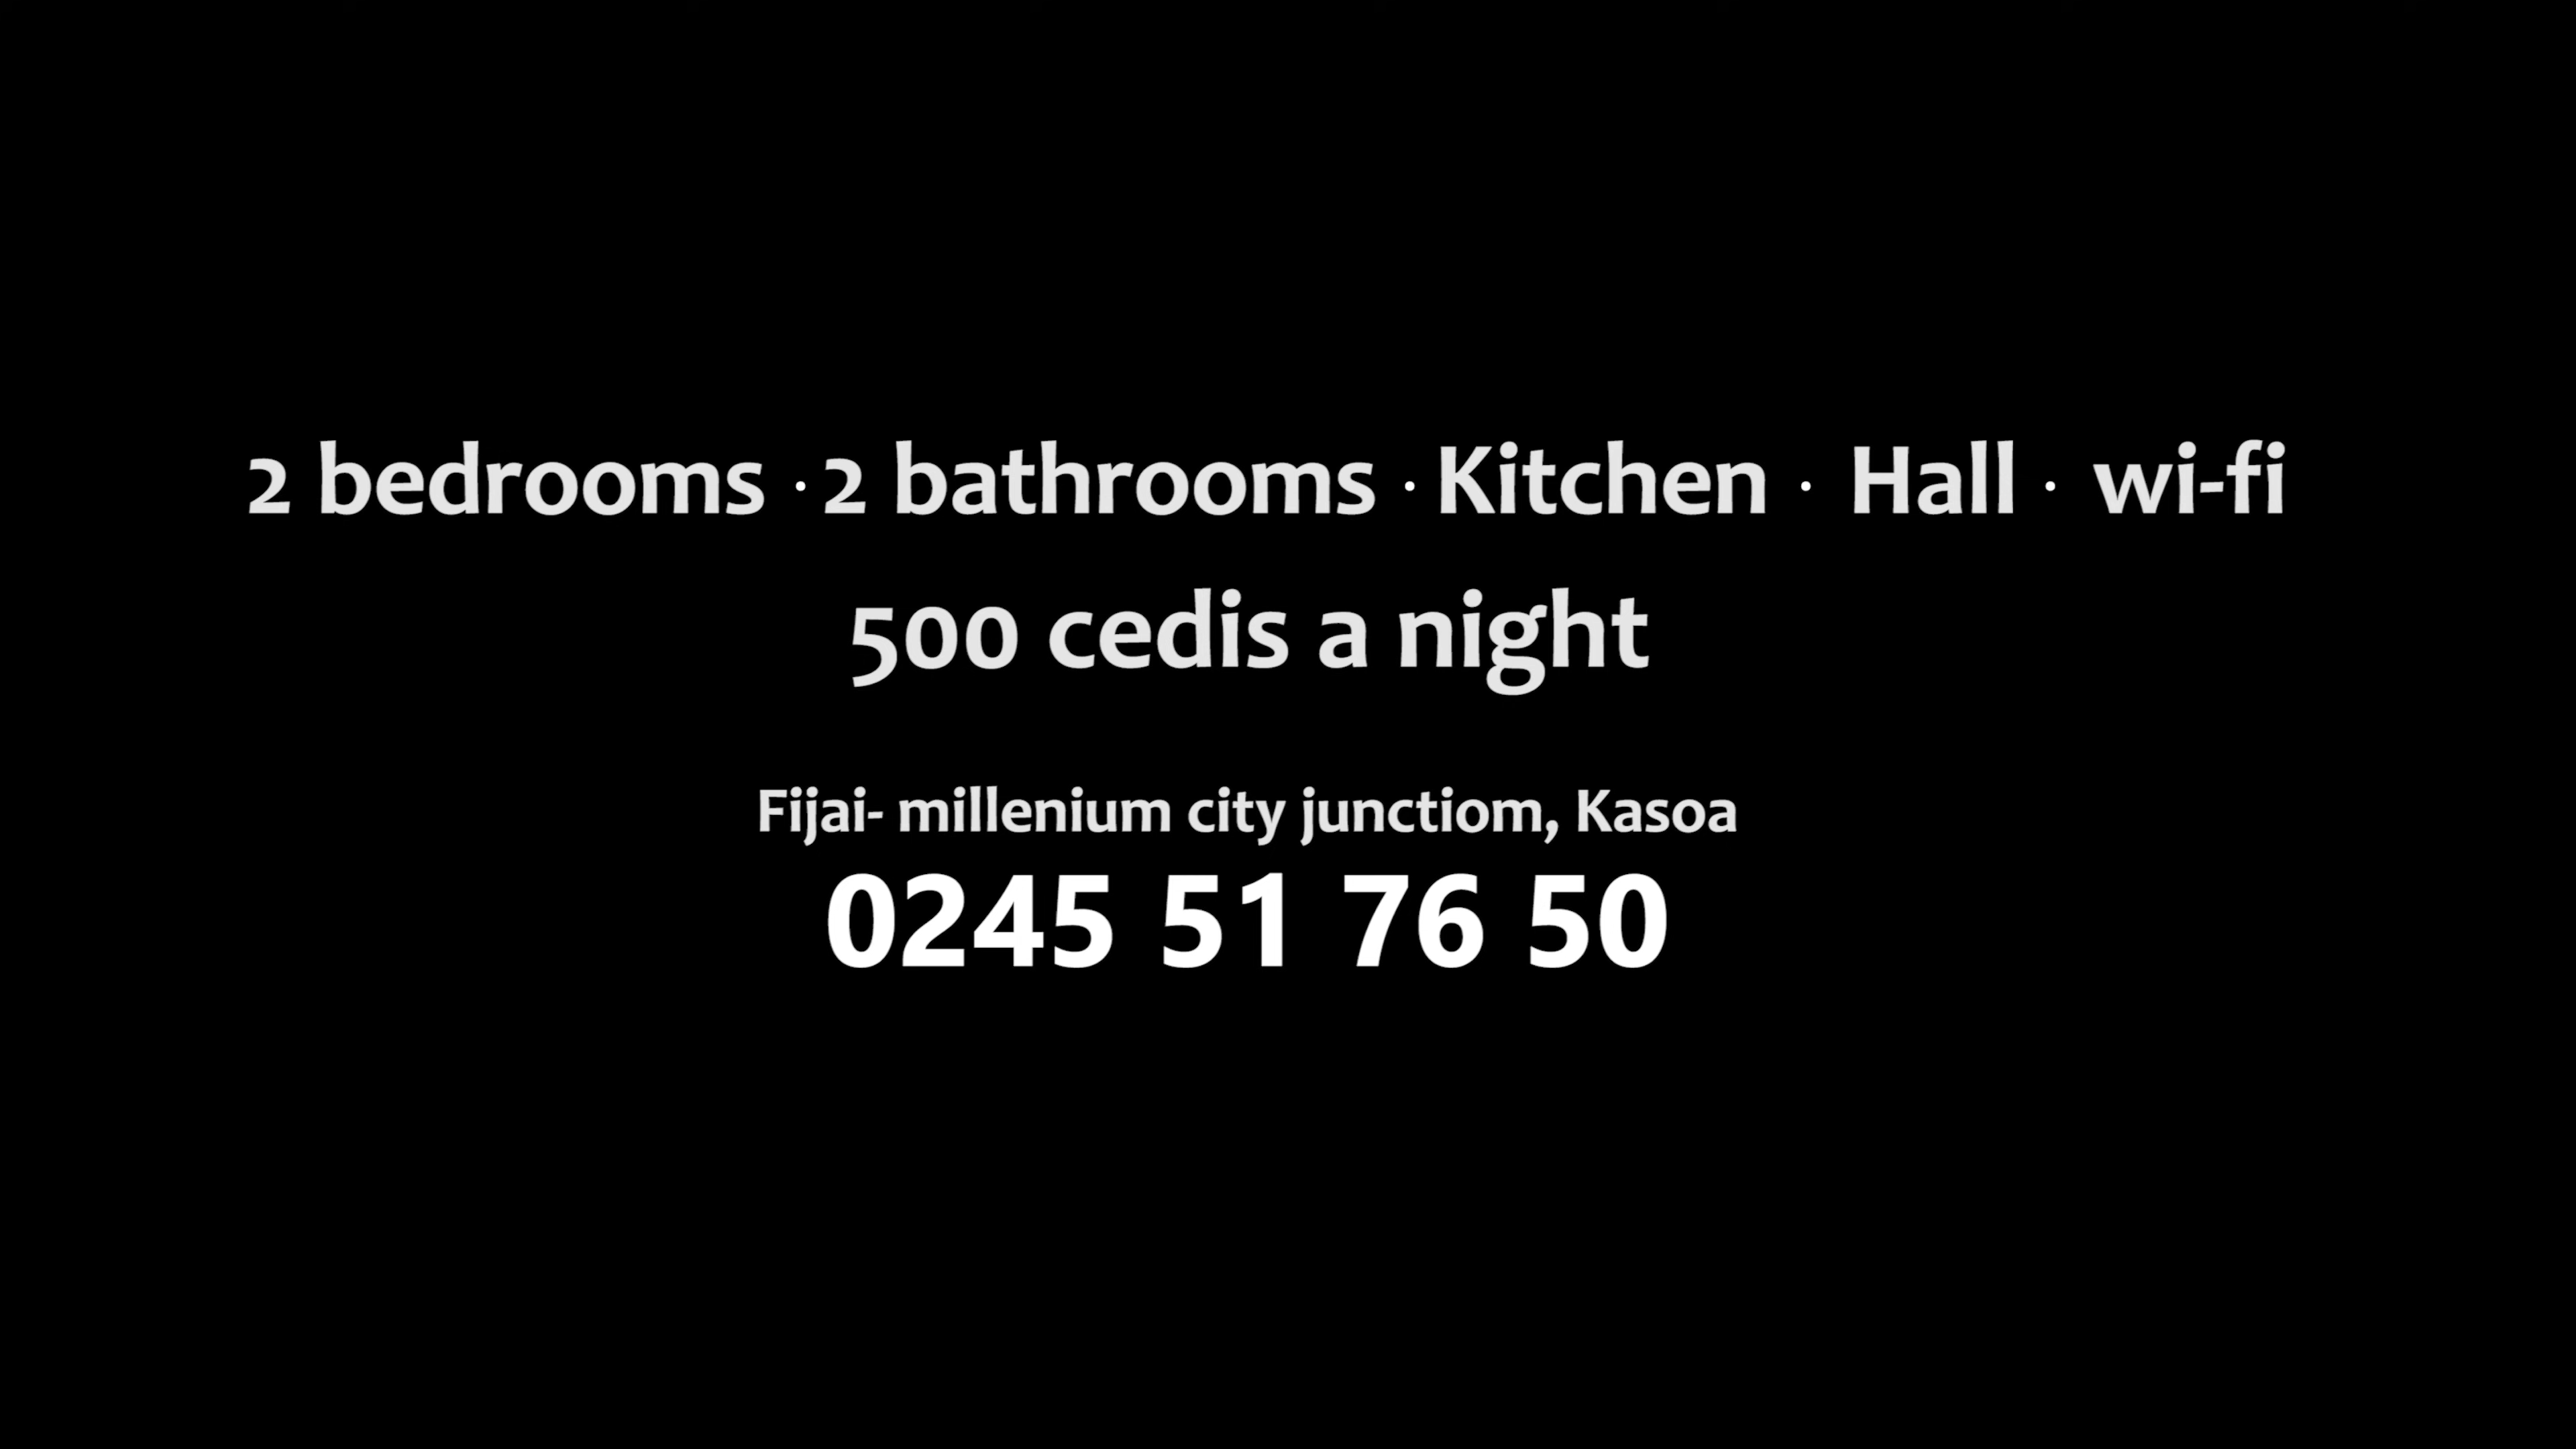 2 bedrooms · 2 bathrooms · Kitchen · Hall · wi-fi
500 cedis a night
Fijai- millenium city junctiom, Kasoa
0245 51 76 50